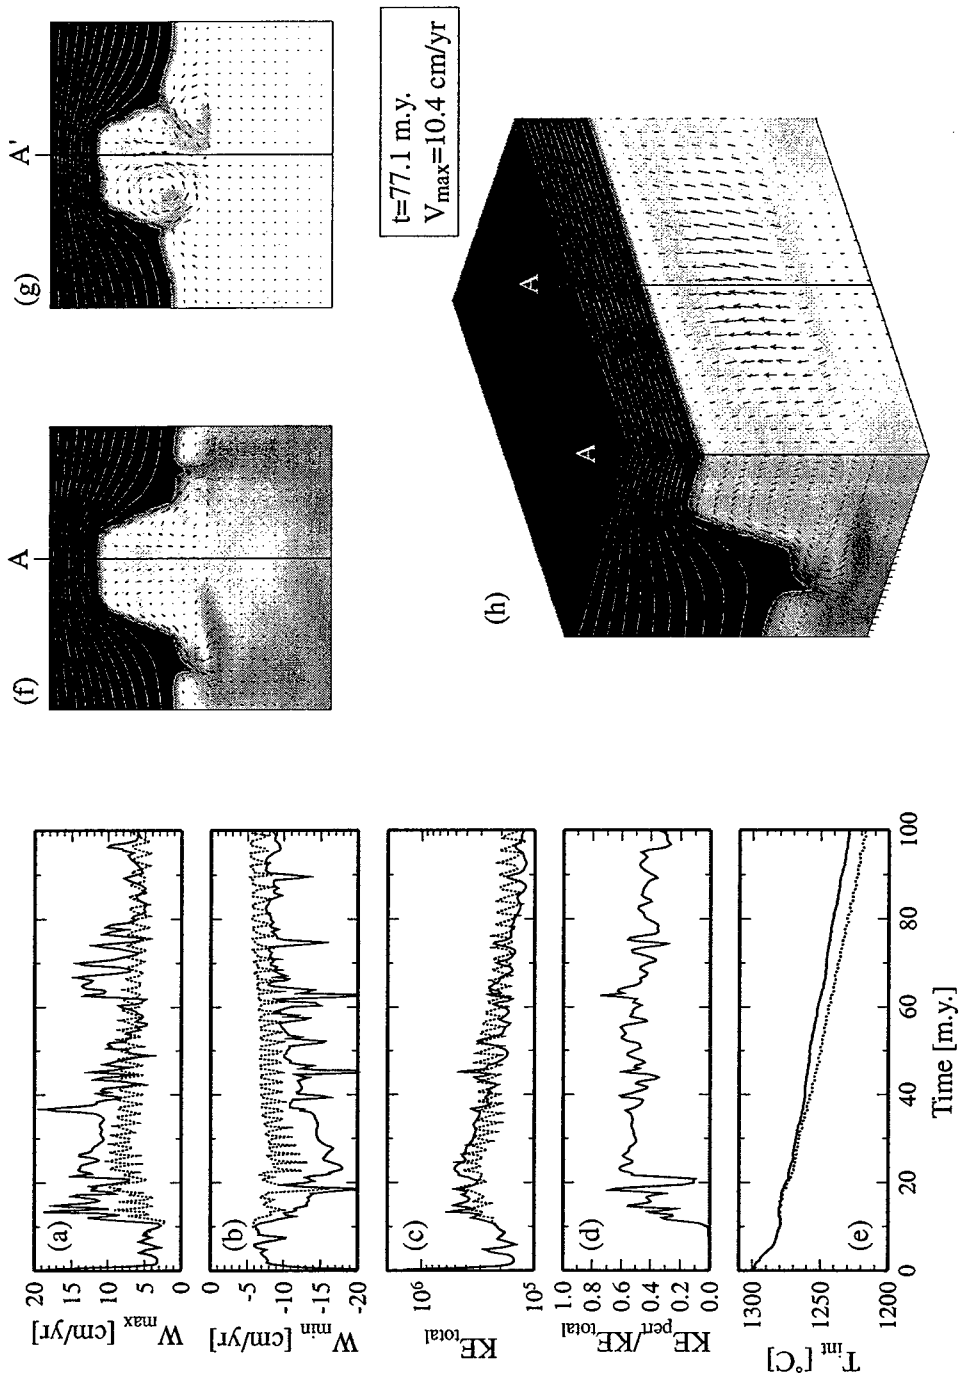 (a)
20
15
10
5
0
W_max [cm/yr]
(b)
0
-5
-10
-15
-20
W_min [cm/yr]
(c)
10^6
10^5
KE_total
(d)
1.0
0.8
0.6
0.4
0.2
0.0
KE_pert/KE_total
(e)
1300
1250
1200
T_int [°C]
0 20 40 60 80 100
Time [m.y.]
(f)
A
(g)
A'
t=77.1 m.y.
V_max=10.4 cm/yr
(h)
A
A